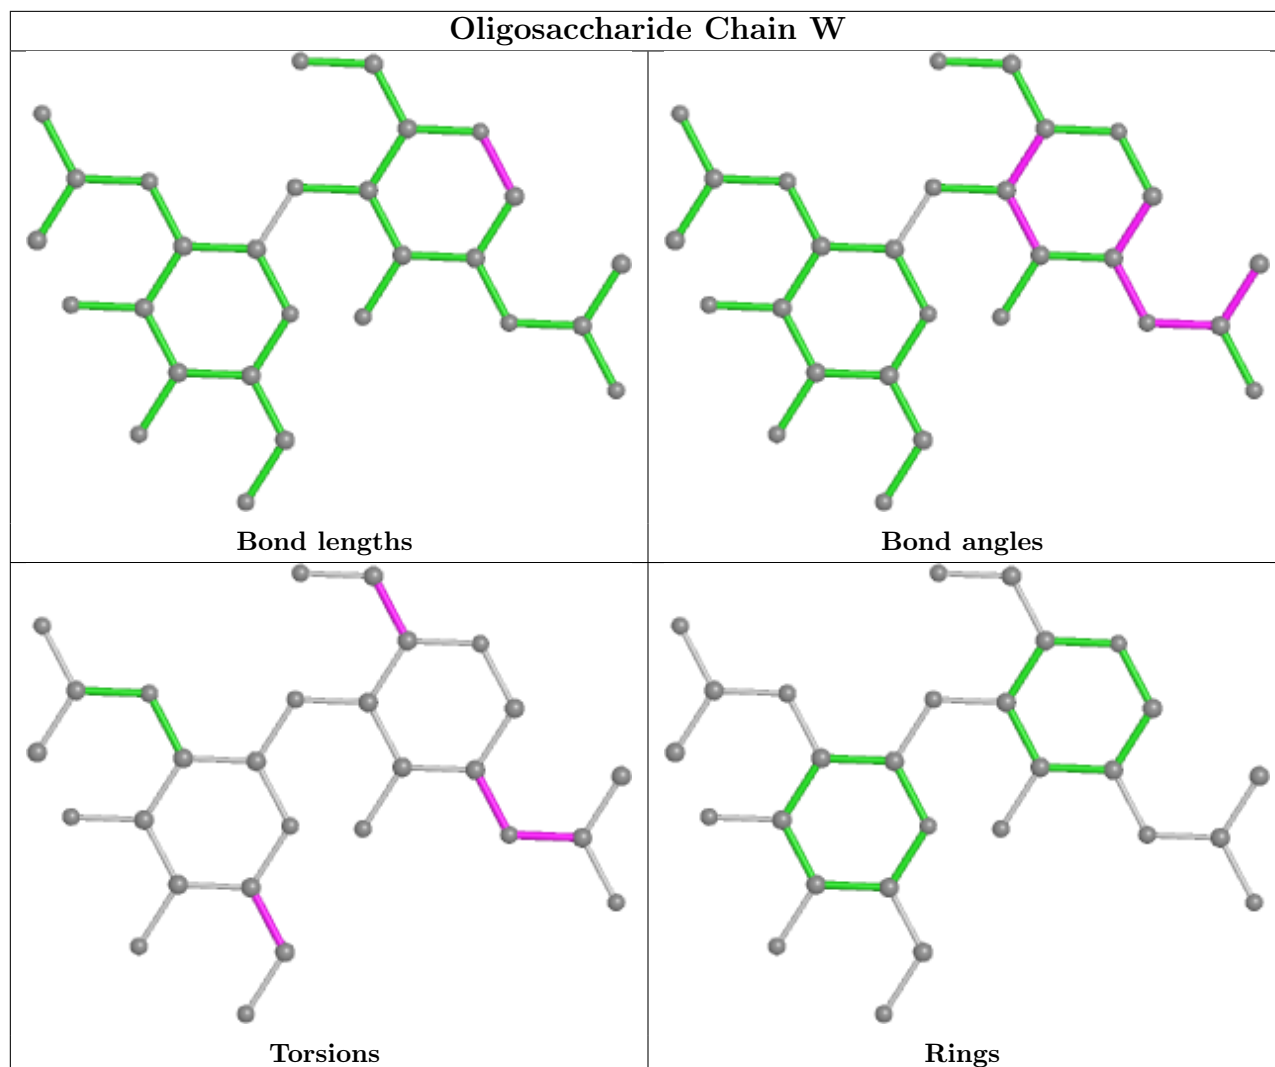 Oligosaccharide Chain W
Bond lengths
Bond angles
Torsions
Rings